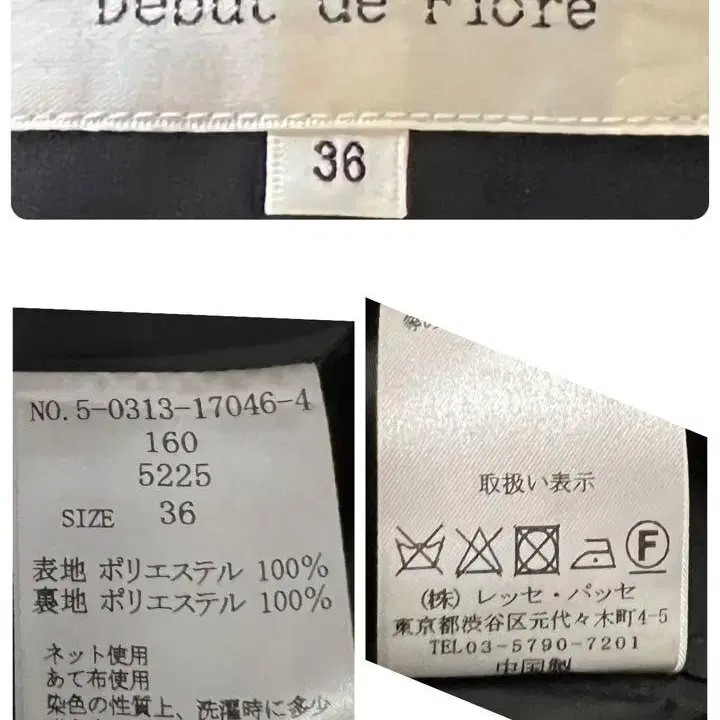 Debut de Fiore
36
NO.5-0313-17046-4
160
5225
SIZE 36
表地 ポリエステル 100%
裏地 ポリエステル 100%
ネット使用
あて布使用
染色の性質上、洗濯時に多少
取扱い表示
F
(株) レッセ・パッセ
東京都渋谷区元代々木町4-5
TEL03-5790-7201
中国製